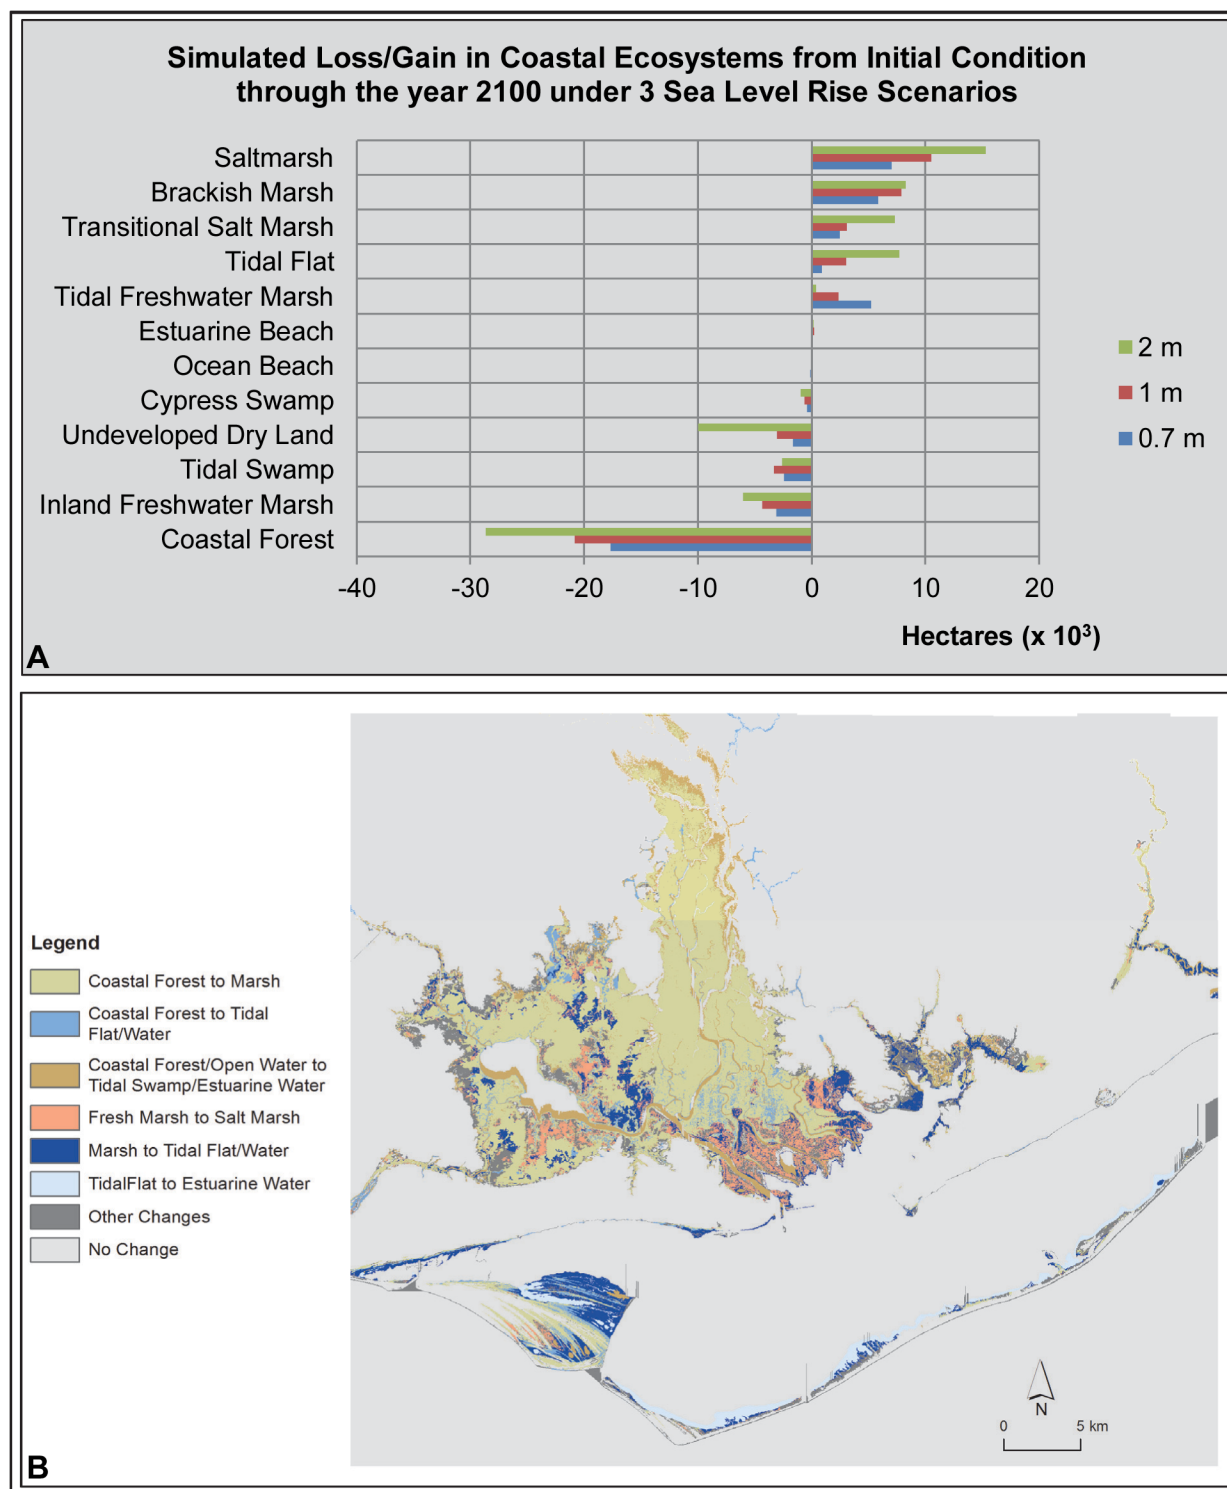 Simulated Loss/Gain in Coastal Ecosystems from Initial Condition
through the year 2100 under 3 Sea Level Rise Scenarios
Saltmarsh
Brackish Marsh
Transitional Salt Marsh
Tidal Flat
Tidal Freshwater Marsh
Estuarine Beach
Ocean Beach
Cypress Swamp
Undeveloped Dry Land
Tidal Swamp
Inland Freshwater Marsh
Coastal Forest
2 m
1 m
0.7 m
-40 -30 -20 -10 0 10 20
Hectares (x 10³)
A
Legend
Coastal Forest to Marsh
Coastal Forest to Tidal
Flat/Water
Coastal Forest/Open Water to
Tidal Swamp/Estuarine Water
Fresh Marsh to Salt Marsh
Marsh to Tidal Flat/Water
TidalFlat to Estuarine Water
Other Changes
No Change
N
0 5 km
B